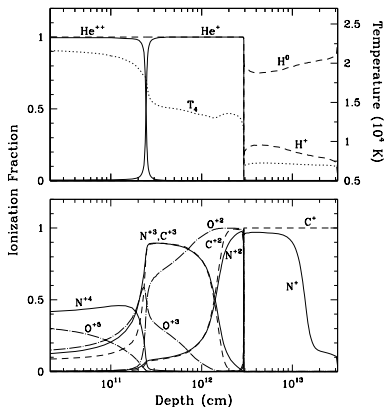 He++ He+
1
0.5
0
H0
H+
T4
2.5
2
1.5
1
0.5
Temperature (10⁴ K)
Ionization Fraction
N+3,C+3
O+2
C+2
N+2
C+
N+4
O+5
O+3
N+
1
0.5
0
10¹¹ 10¹² 10¹³
Depth (cm)